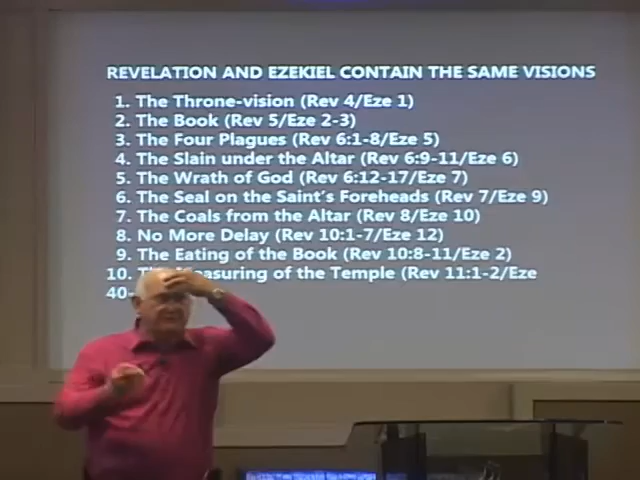 REVELATION AND EZEKIEL CONTAIN THE SAME VISIONS
1. The Throne-vision (Rev 4/Eze 1)
2. The Book (Rev 5/Eze 2-3)
3. The Four Plagues (Rev 6:1-8/Eze 5)
4. The Slain under the Altar (Rev 6:9-11/Eze 6)
5. The Wrath of God (Rev 6:12-17/Eze 7)
6. The Seal on the Saint's Foreheads (Rev 7/Eze 9)
7. The Coals from the Altar (Rev 8/Eze 10)
8. No More Delay (Rev 10:1-7/Eze 12)
9. The Eating of the Book (Rev 10:8-11/Eze 2)
10. The Measuring of the Temple (Rev 11:1-2/Eze
40-